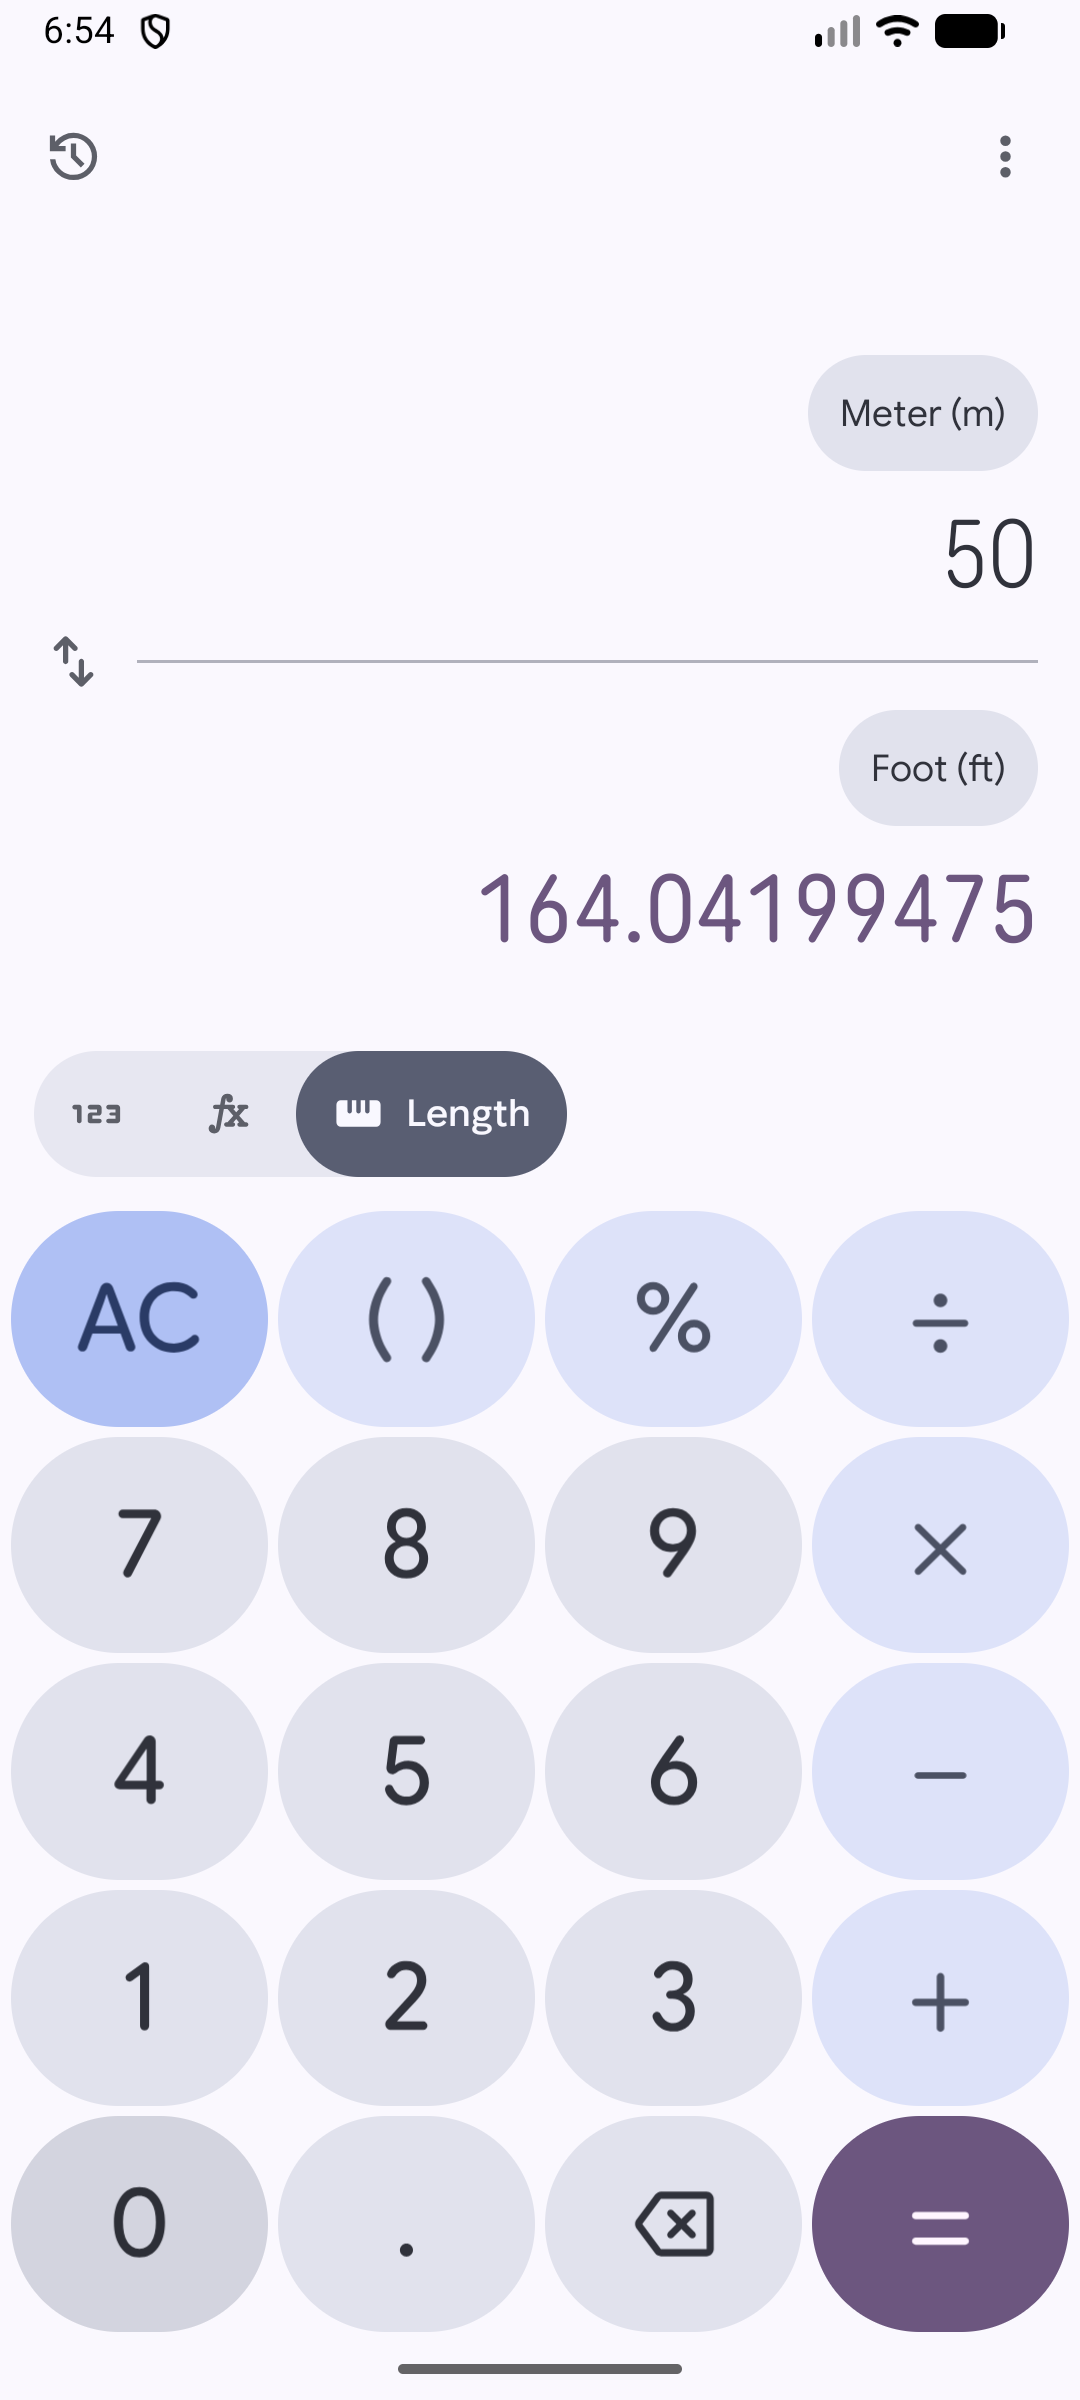 6:54
Meter (m)
50
Foot (ft)
164.04199475
123 fx Length
AC ( ) % ÷
7 8 9 ×
4 5 6 −
1 2 3 +
0 . =